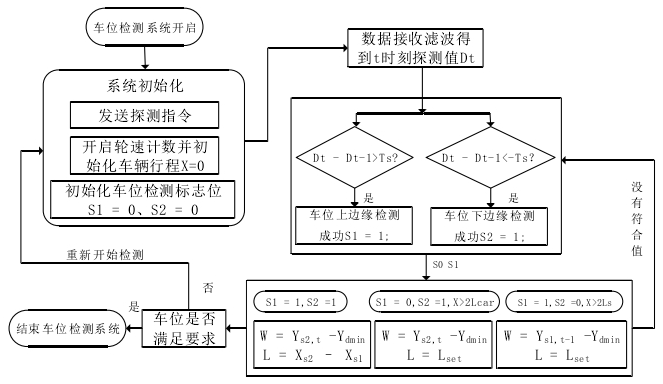 车位检测系统开启
系统初始化
发送探测指令
开启轮速计数并初
始化车辆行程X=0
初始化车位检测标志位
S1 = 0、S2 = 0
数据接收滤波得
到t时刻探测值Dt
Dt - Dt-1>Ts?
Dt - Dt-1<-Ts?
是
是
车位上边缘检测
成功S1 = 1;
车位下边缘检测
成功S2 = 1;
没有符合值
S0 S1
重新开始检测
否
S1 = 1,S2 =1
S1 = 0,S2 =1,X>2Lcar
S1 = 1,S2 =0,X>2Ls
W = Ys2,t -Ydmin
L = Xs2 - Xs1
W = Ys2,t -Ydmin
L = Lset
W = Ys1,t-1 -Ydmin
L = Lset
车位是否
满足要求
是
结束车位检测系统